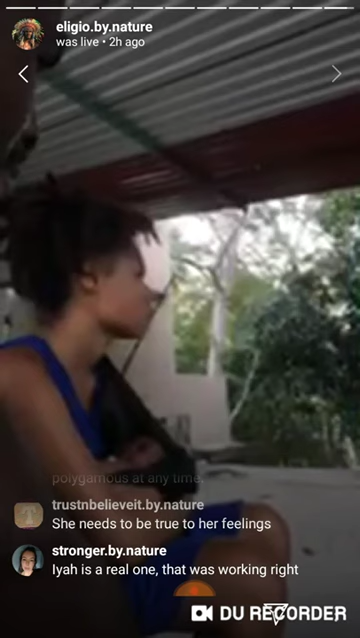 eligio.by.nature
was live • 2h ago
polygamous at any time.
trustnbelieveit.by.nature
She needs to be true to her feelings
stronger.by.nature
Iyah is a real one, that was working right
DU RECORDER